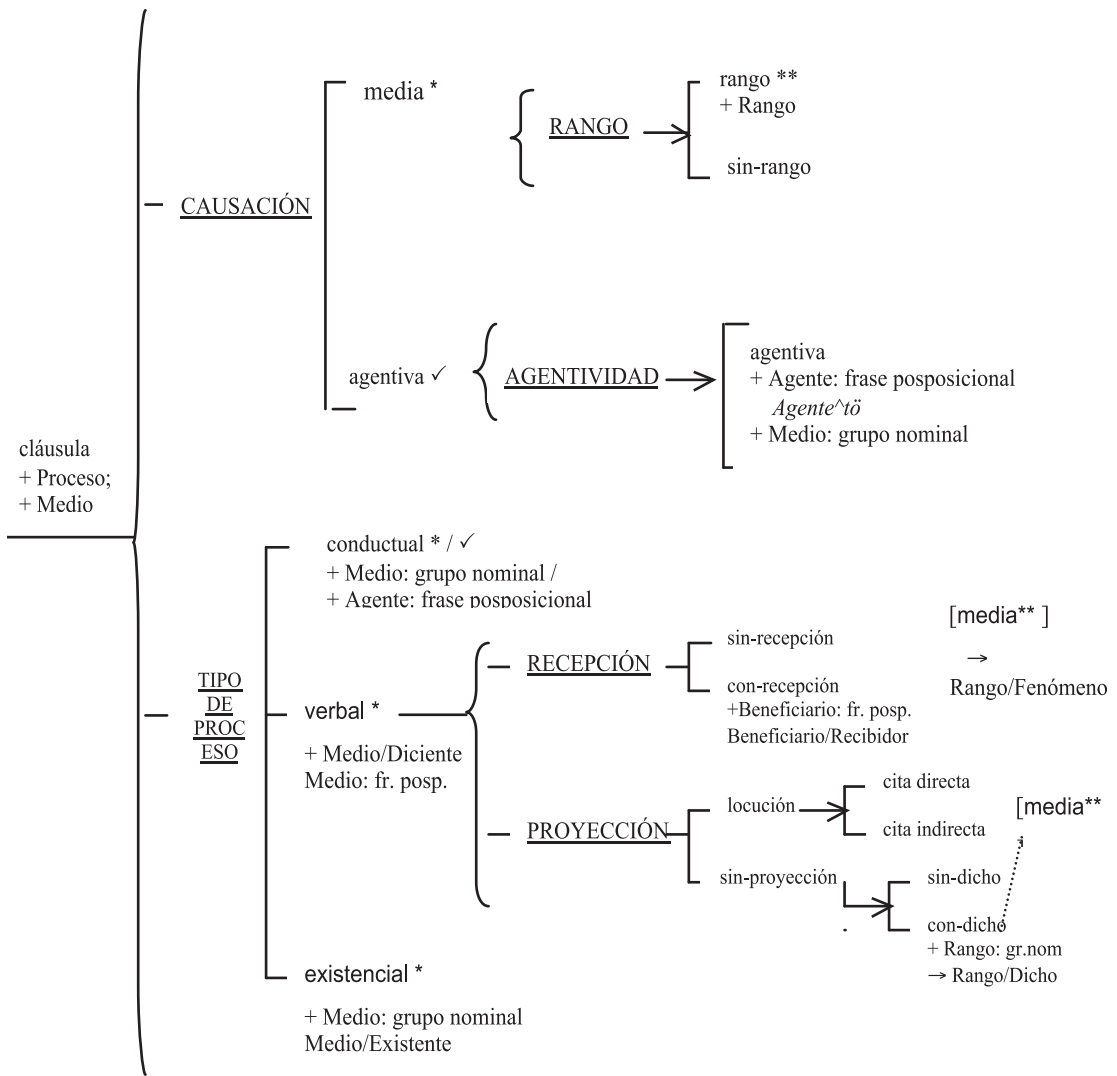 media *
rango **
+ Rango
RANGO
sin-rango
CAUSACIÓN
agentiva ✓
AGENTIVIDAD
agentiva
+ Agente: frase posposicional
Agente^tö
+ Medio: grupo nominal
cláusula
+ Proceso;
+ Medio
conductual * / ✓
+ Medio: grupo nominal /
+ Agente: frase posposicional
[media** ]
→
Rango/Fenómeno
RECEPCIÓN
sin-recepción
con-recepción
+Beneficiario: fr. posp.
Beneficiario/Recibidor
TIPO
DE
PROC
ESO
verbal *
+ Medio/Diciente
Medio: fr. posp.
PROYECCIÓN
locución
cita directa
cita indirecta
[media**
sin-proyección
sin-dicho
con-dicho
+ Rango: gr.nom
→ Rango/Dicho
existencial *
+ Medio: grupo nominal
Medio/Existente